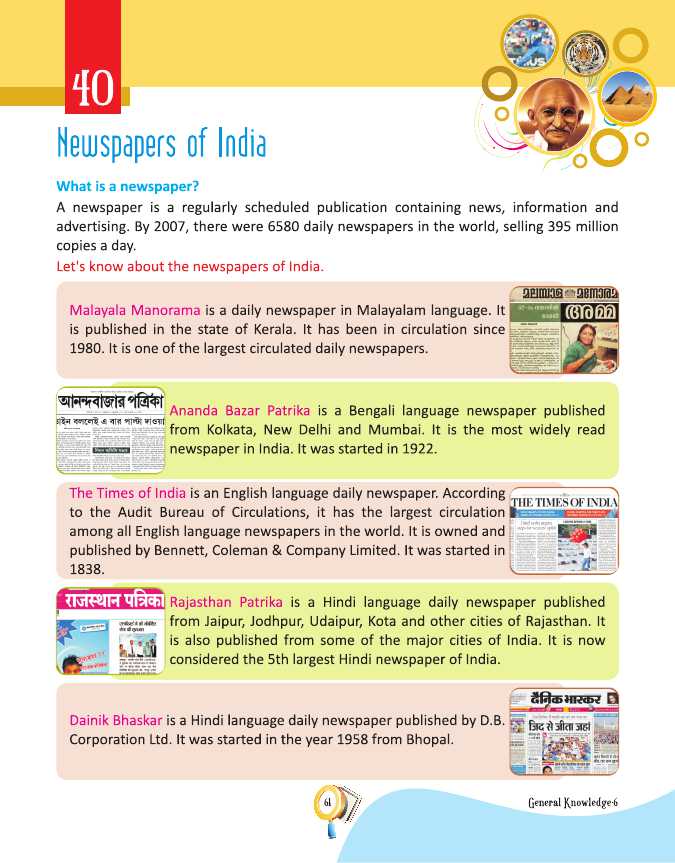 40
Newspapers of India
What is a newspaper?
A newspaper is a regularly scheduled publication containing news, information and
advertising. By 2007, there were 6580 daily newspapers in the world, selling 395 million
copies a day.
Let's know about the newspapers of India.
Malayala Manorama is a daily newspaper in Malayalam language. It
is published in the state of Kerala. It has been in circulation since
1980. It is one of the largest circulated daily newspapers.
മലയാള മനോരമ
അമ്മ
আনন্দবাজার পত্রিকা
Ananda Bazar Patrika is a Bengali language newspaper published
from Kolkata, New Delhi and Mumbai. It is the most widely read
newspaper in India. It was started in 1922.
The Times of India is an English language daily newspaper. According
to the Audit Bureau of Circulations, it has the largest circulation
among all English language newspapers in the world. It is owned and
published by Bennett, Coleman & Company Limited. It was started in
1838.
THE TIMES OF INDIA
राजस्थान पत्रिका
Rajasthan Patrika is a Hindi language daily newspaper published
from Jaipur, Jodhpur, Udaipur, Kota and other cities of Rajasthan. It
is also published from some of the major cities of India. It is now
considered the 5th largest Hindi newspaper of India.
Dainik Bhaskar is a Hindi language daily newspaper published by D.B.
Corporation Ltd. It was started in the year 1958 from Bhopal.
दैनिक भास्कर
जिद से जीता जहां
61
General Knowledge-6